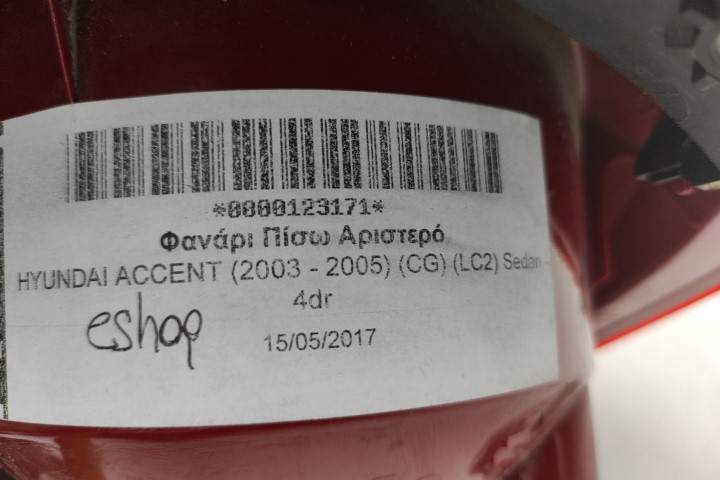 *0000123171*
Φανάρι Πίσω Αριστερό
HYUNDAI ACCENT (2003 - 2005) (CG) (LC2) Sedan -
4dr
eshop
15/05/2017